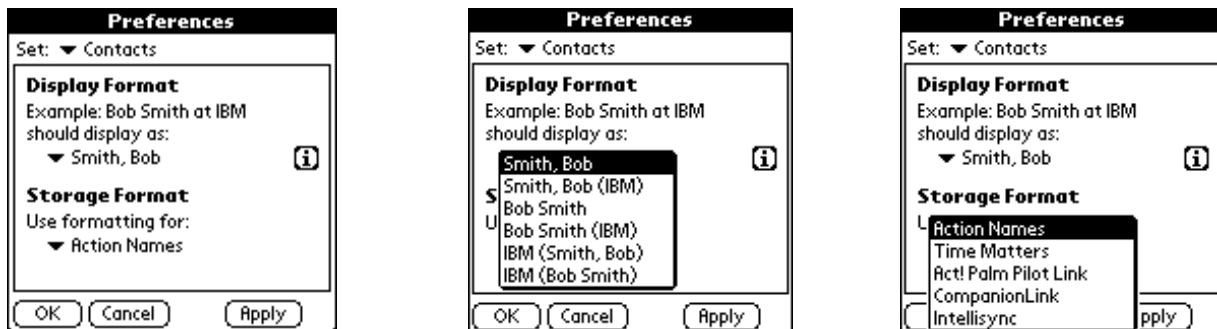 Preferences
Set: Contacts
Display Format
Example: Bob Smith at IBM
should display as:
Smith, Bob
Storage Format
Use formatting for:
Action Names
OK Cancel Apply
Preferences
Set: Contacts
Display Format
Example: Bob Smith at IBM
should display as:
Smith, Bob
Smith, Bob (IBM)
Bob Smith
Bob Smith (IBM)
IBM (Smith, Bob)
IBM (Bob Smith)
S
U
OK Cancel Apply
Preferences
Set: Contacts
Display Format
Example: Bob Smith at IBM
should display as:
Smith, Bob
Storage Format
Action Names
Time Matters
Act! Palm Pilot Link
CompanionLink
Intellisync
pply